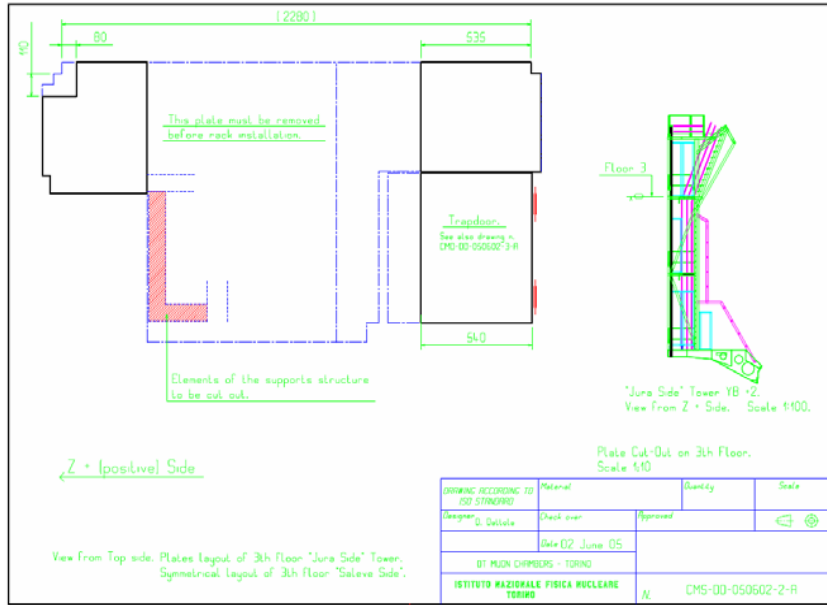 [2280]
80
535
110
This plate must be removed
before rack installation.
Floor 3
Trapdoor.
See also drawing n.
CMS-00-050602-3-A
540
Elements of the supports structure
to be cut out.
"Jura Side" Tower YB +2.
View from Z + Side. Scale 1:100.
Z + [positive] Side
Plate Cut-Out on 3th Floor.
Scale 1:10
View from Top side. Plates layout of 3th floor "Jura Side" Tower.
Symmetrical layout of 3th floor "Saleve Side".
DRAWING ACCORDING TO
ISO STANDARD
Material
Quantity
Scale
Designer D. Dattola
Check over
Approved
Date 02 June 05
DT MUON CHAMBERS - TORINO
ISTITUTO NAZIONALE FISICA NUCLEARE
TORINO
N. CMS-00-050602-2-A